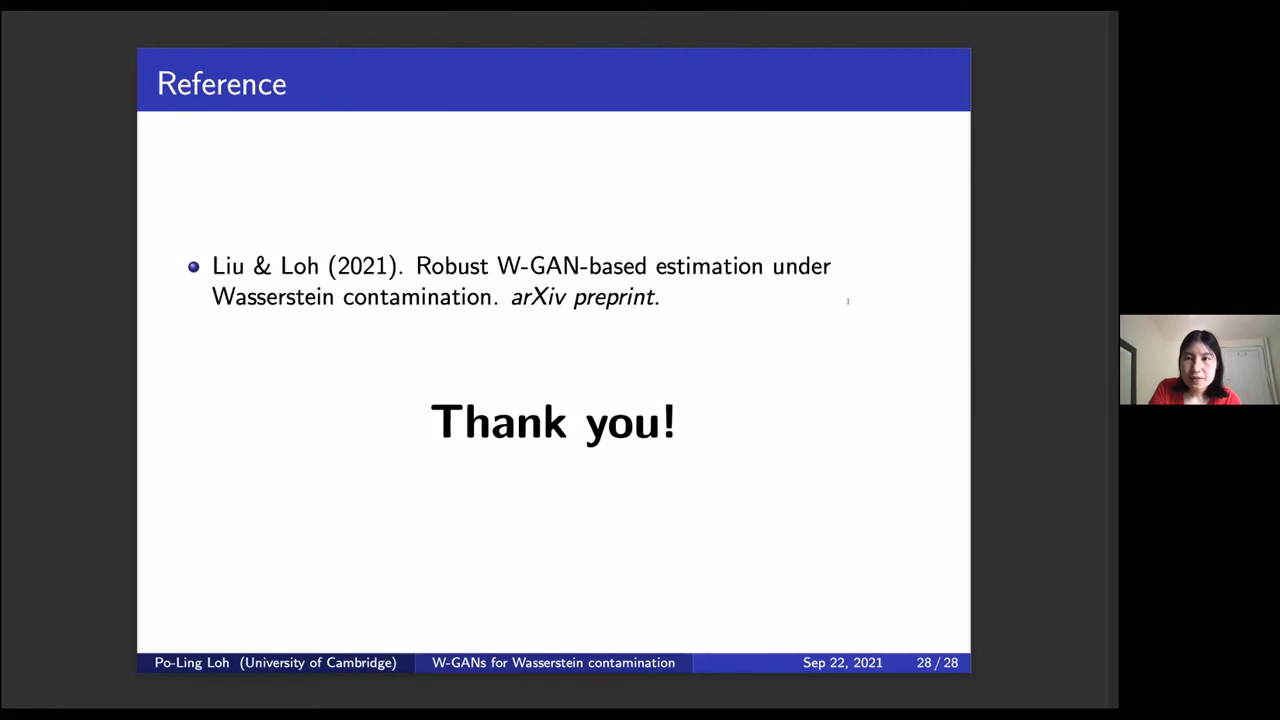 Reference
Liu & Loh (2021). Robust W-GAN-based estimation under
Wasserstein contamination. arXiv preprint.
Thank you!
Po-Ling Loh (University of Cambridge) W-GANs for Wasserstein contamination Sep 22, 2021 28 / 28